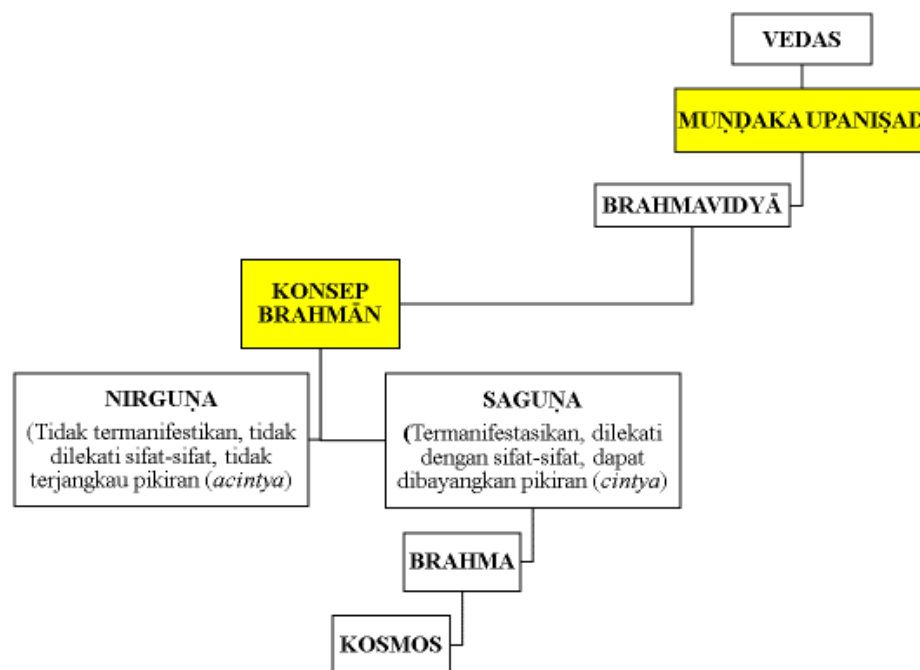 VEDAS
MUṆḌAKA UPANIṢAD
BRAHMAVIDYĀ
KONSEP
BRAHMĀN
NIRGUṆA
(Tidak termanifestikan, tidak
dilekati sifat-sifat, tidak
terjangkau pikiran (acintya)
SAGUṆA
(Termanifestasikan, dilekati
dengan sifat-sifat, dapat
dibayangkan pikiran (cintya)
BRAHMA
KOSMOS